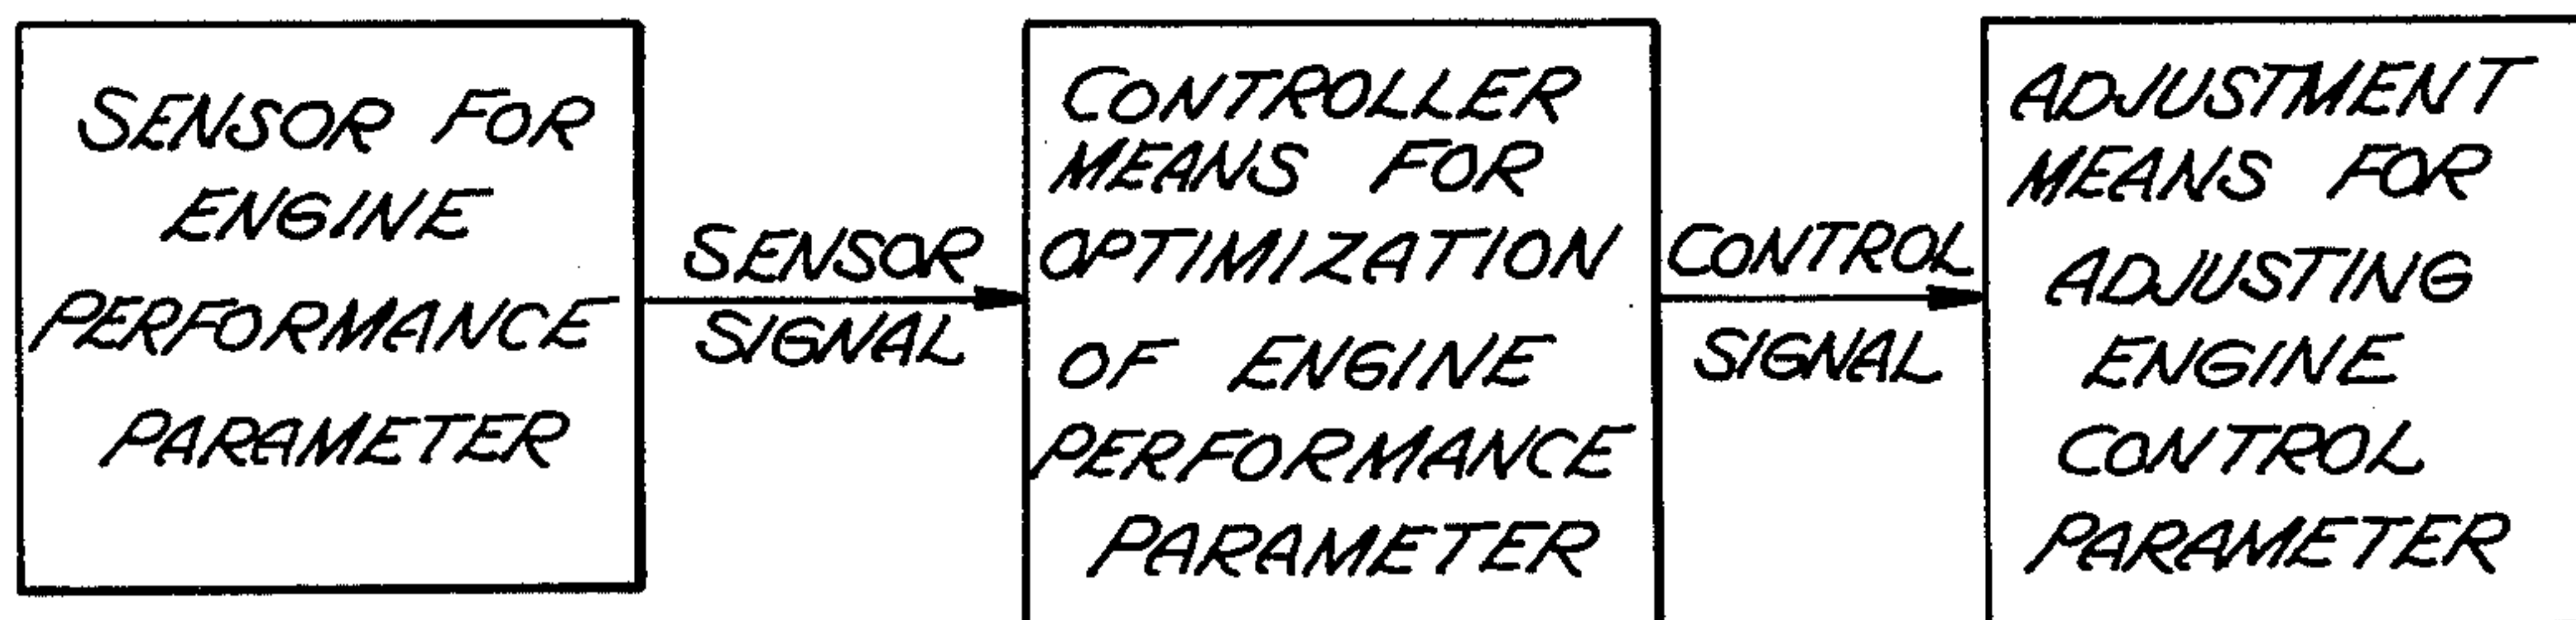 SENSOR FOR
ENGINE
PERFORMANCE
PARAMETER
SENSOR
SIGNAL
CONTROLLER
MEANS FOR
OPTIMIZATION
OF ENGINE
PERFORMANCE
PARAMETER
CONTROL
SIGNAL
ADJUSTMENT
MEANS FOR
ADJUSTING
ENGINE
CONTROL
PARAMETER